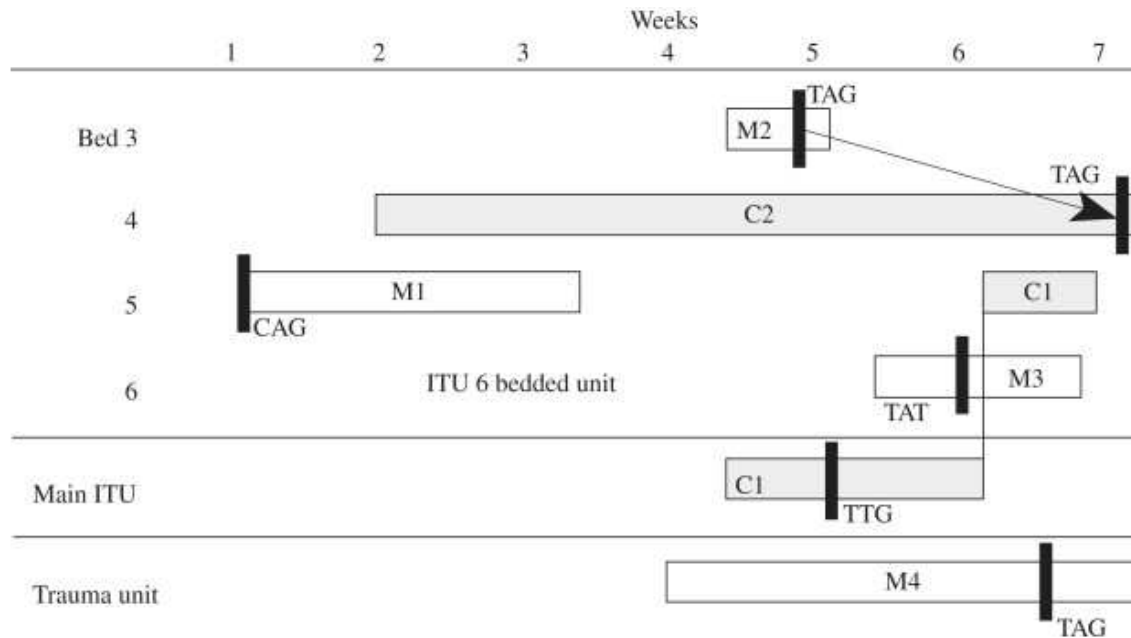 Weeks
1 2 3 4 5 6 7
TAG
Bed 3 M2
TAG
4 C2
5 M1 C1
CAG
6 ITU 6 bedded unit M3
TAT
Main ITU C1
TTG
Trauma unit M4
TAG